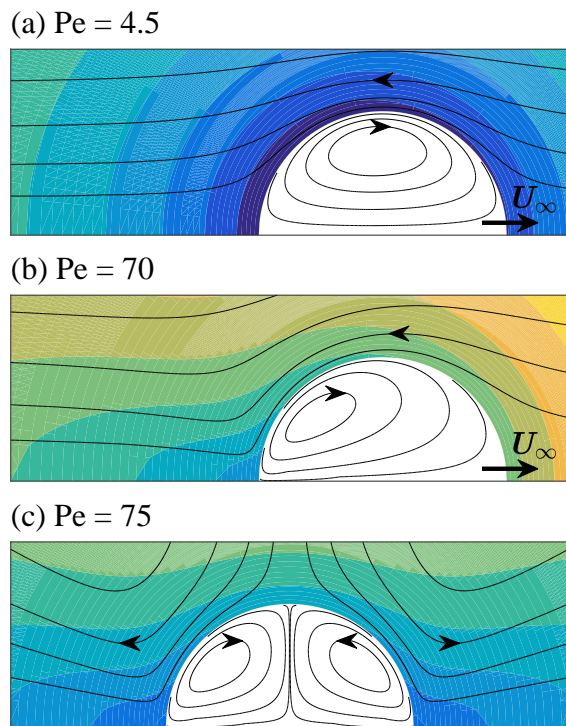 (a) Pe = 4.5
U∞
(b) Pe = 70
U∞
(c) Pe = 75